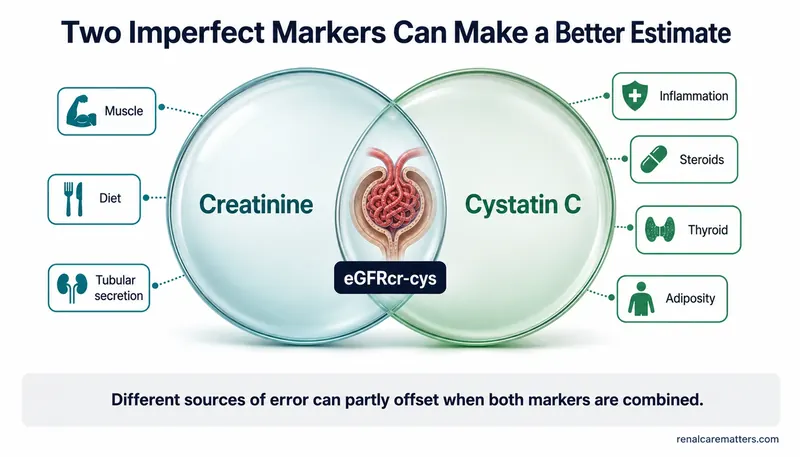 Two Imperfect Markers Can Make a Better Estimate
Muscle
Diet
Tubular
secretion
Creatinine
eGFRcr-cys
Cystatin C
Inflammation
Steroids
Thyroid
Adiposity
Different sources of error can partly offset when both markers are combined.
renalcarematters.com